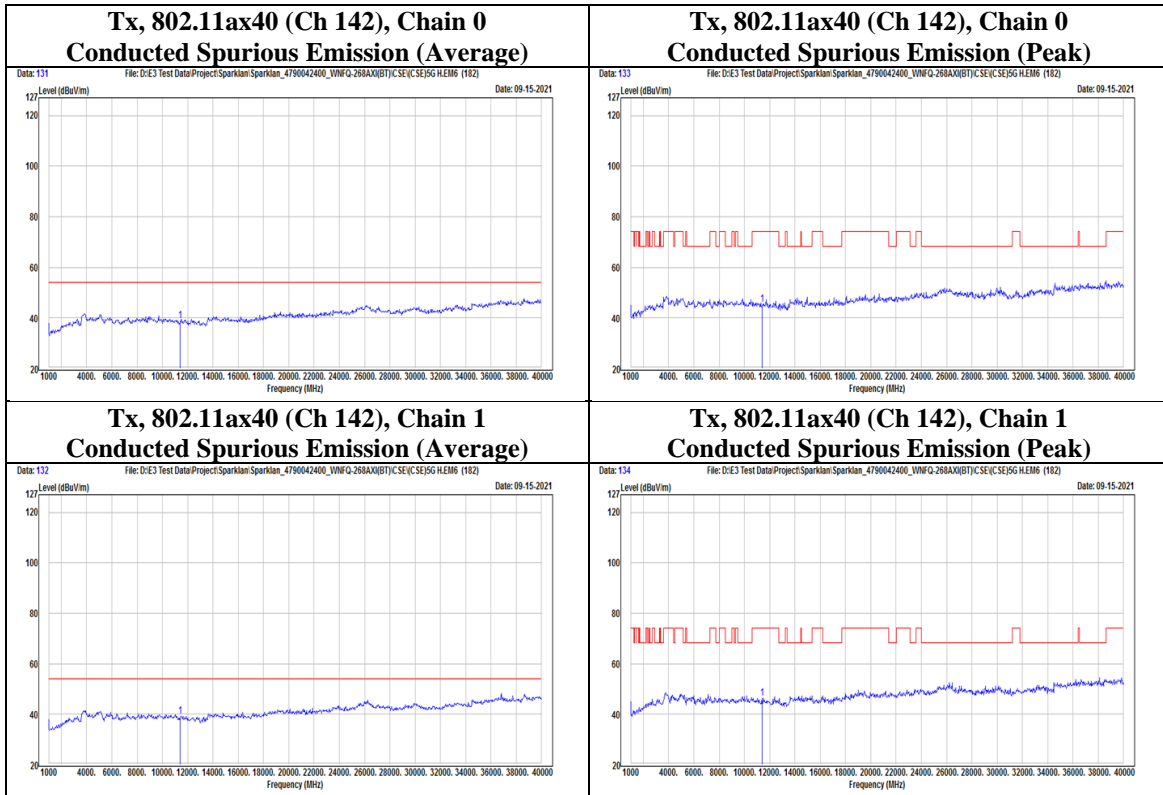 Tx, 802.11ax40 (Ch 142), Chain 0
Conducted Spurious Emission (Average)
Data: 131 File: D:\E3 Test Data\Project\Sparklan\Sparklan_4790042400_WNFQ-268AXI(BT)\CSE\(CSE)5G H.EM6 (182)
Level (dBuV/m) Date: 09-15-2021
127
120
100
80
60
40
20
1
1000 4000. 6000. 8000. 10000. 12000. 14000. 16000. 18000. 20000. 22000. 24000. 26000. 28000. 30000. 32000. 34000. 36000. 38000. 40000
Frequency (MHz)
Tx, 802.11ax40 (Ch 142), Chain 0
Conducted Spurious Emission (Peak)
Data: 133 File: D:\E3 Test Data\Project\Sparklan\Sparklan_4790042400_WNFQ-268AXI(BT)\CSE\(CSE)5G H.EM6 (182)
Level (dBuV/m) Date: 09-15-2021
127
120
100
80
60
40
20
1
1000 4000. 6000. 8000. 10000. 12000. 14000. 16000. 18000. 20000. 22000. 24000. 26000. 28000. 30000. 32000. 34000. 36000. 38000. 40000
Frequency (MHz)
Tx, 802.11ax40 (Ch 142), Chain 1
Conducted Spurious Emission (Average)
Data: 132 File: D:\E3 Test Data\Project\Sparklan\Sparklan_4790042400_WNFQ-268AXI(BT)\CSE\(CSE)5G H.EM6 (182)
Level (dBuV/m) Date: 09-15-2021
127
120
100
80
60
40
20
1
1000 4000. 6000. 8000. 10000. 12000. 14000. 16000. 18000. 20000. 22000. 24000. 26000. 28000. 30000. 32000. 34000. 36000. 38000. 40000
Frequency (MHz)
Tx, 802.11ax40 (Ch 142), Chain 1
Conducted Spurious Emission (Peak)
Data: 134 File: D:\E3 Test Data\Project\Sparklan\Sparklan_4790042400_WNFQ-268AXI(BT)\CSE\(CSE)5G H.EM6 (182)
Level (dBuV/m) Date: 09-15-2021
127
120
100
80
60
40
20
1
1000 4000. 6000. 8000. 10000. 12000. 14000. 16000. 18000. 20000. 22000. 24000. 26000. 28000. 30000. 32000. 34000. 36000. 38000. 40000
Frequency (MHz)